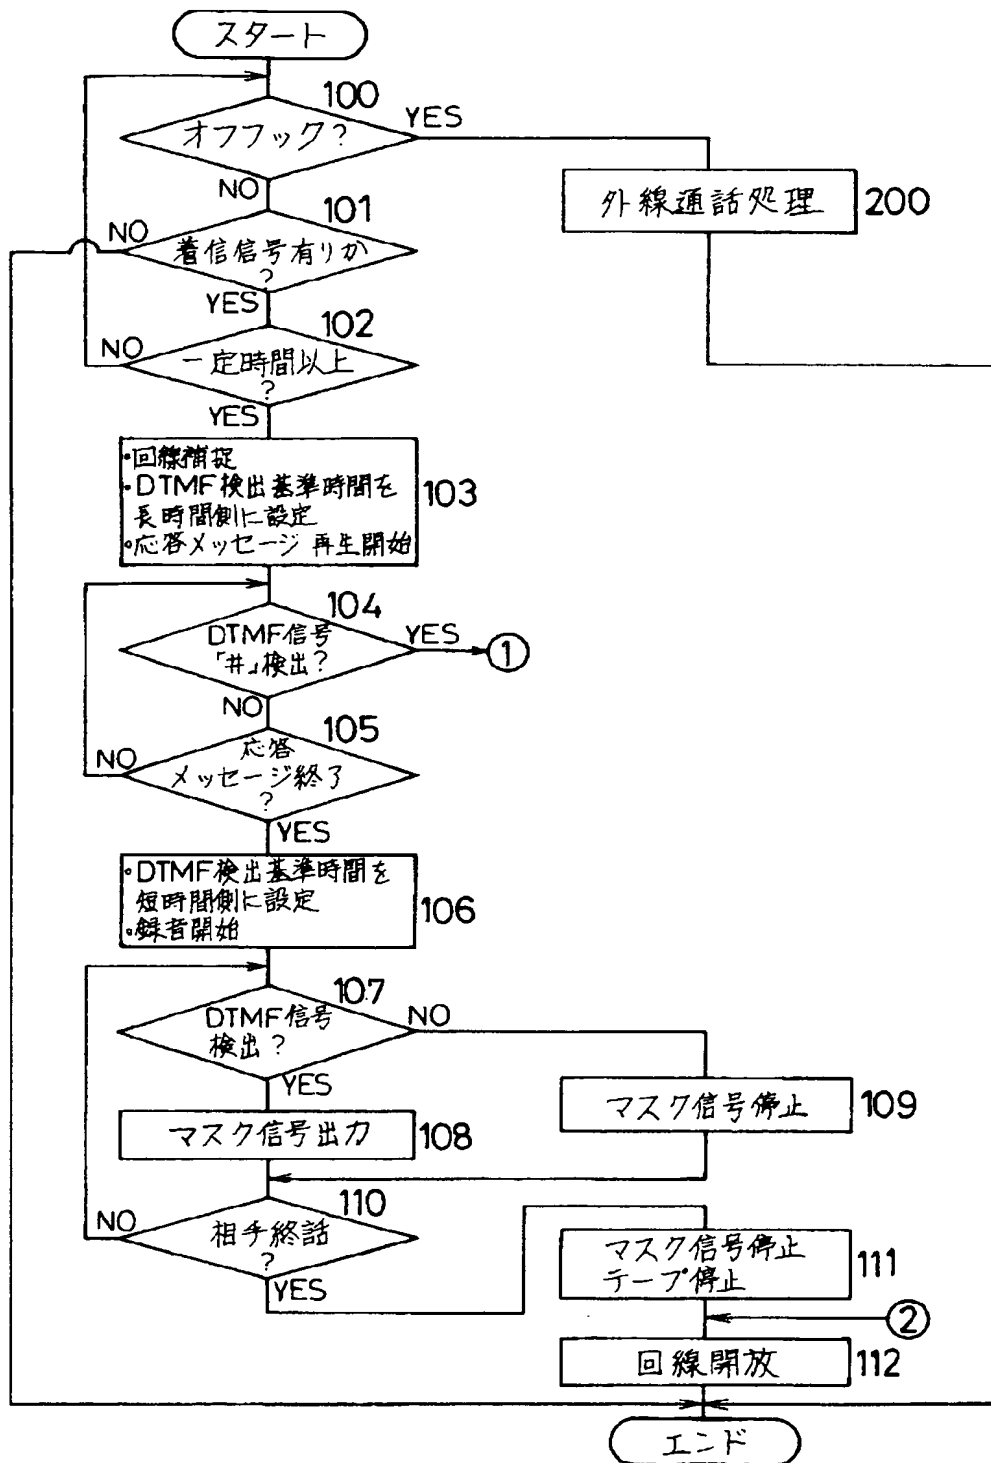 スタート
100
オフフック?
YES
NO
外線通話処理
200
101
NO
着信信号有りか
?
YES
102
NO
一定時間以上
?
YES
・回線補捉
・DTMF検出基準時間を
長時間側に設定
・応答メッセージ 再生開始
103
104
DTMF信号
「#」検出?
YES
①
NO
105
NO
応答
メッセージ終了
?
YES
・DTMF検出基準時間を
短時間側に設定
・録音開始
106
107
DTMF信号
検出?
NO
YES
マスク信号出力
108
マスク信号停止
109
110
NO
相手終話
?
YES
マスク信号停止
テープ停止
111
②
回線開放
112
エンド